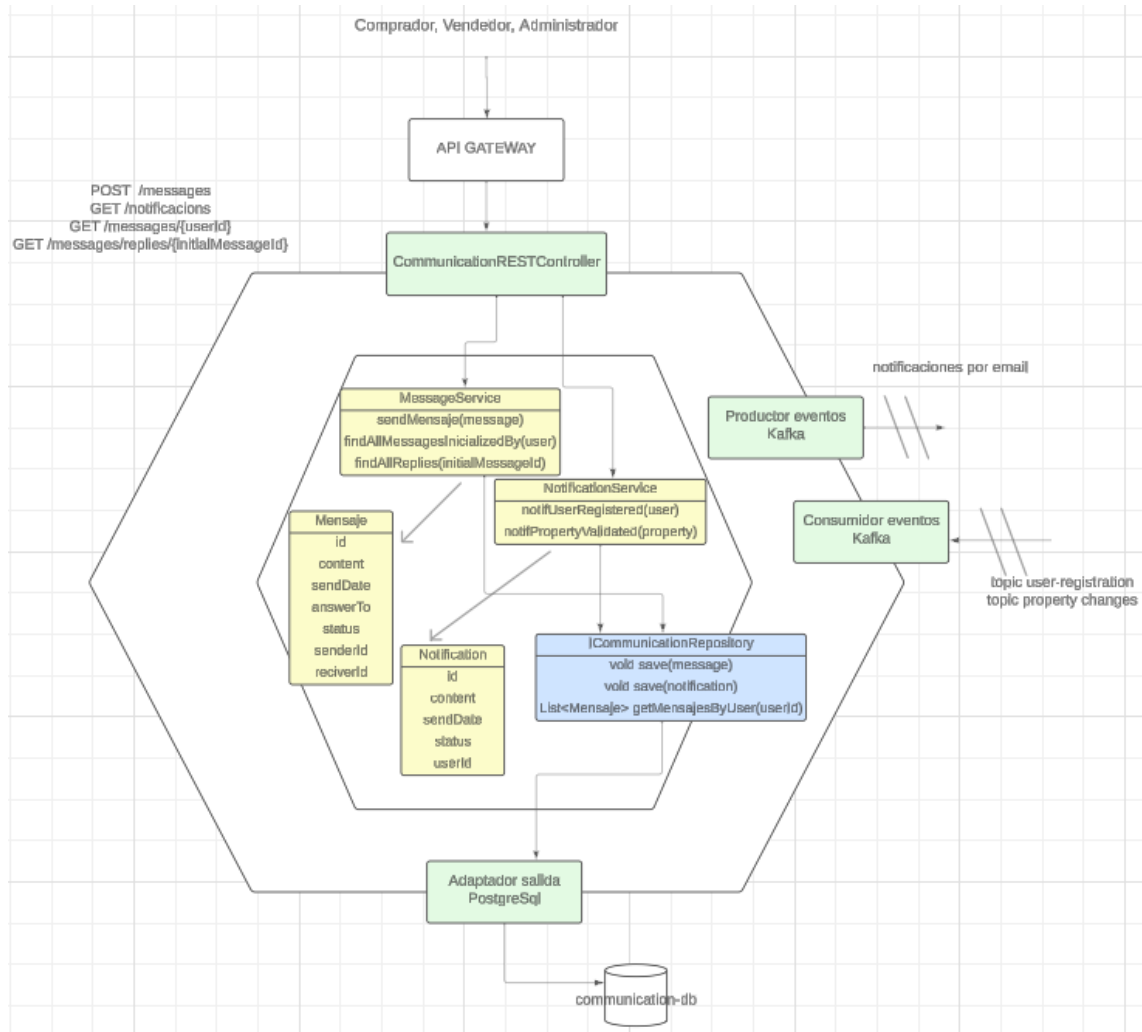 Comprador, Vendedor, Administrador
API GATEWAY
POST /messages
GET /notificacions
GET /messages/{userId}
GET /messages/replies/{initialMessageId}
CommunicationRESTController
notificaciones por email
MessageService
sendMensaje(message)
findAllMessagesInicializedBy(user)
findAllReplies(initialMessageId)
Productor eventos
Kafka
NotificationService
notifUserRegistered(user)
notifPropertyValidated(property)
Consumidor eventos
Kafka
topic user-registration
topic property changes
Mensaje
id
content
sendDate
answerTo
status
senderId
reciverId
Notification
id
content
sendDate
status
userId
ICommunicationRepository
void save(message)
void save(notification)
List<Mensaje> getMensajesByUser(userId)
Adaptador salida
PostgreSql
communication-db